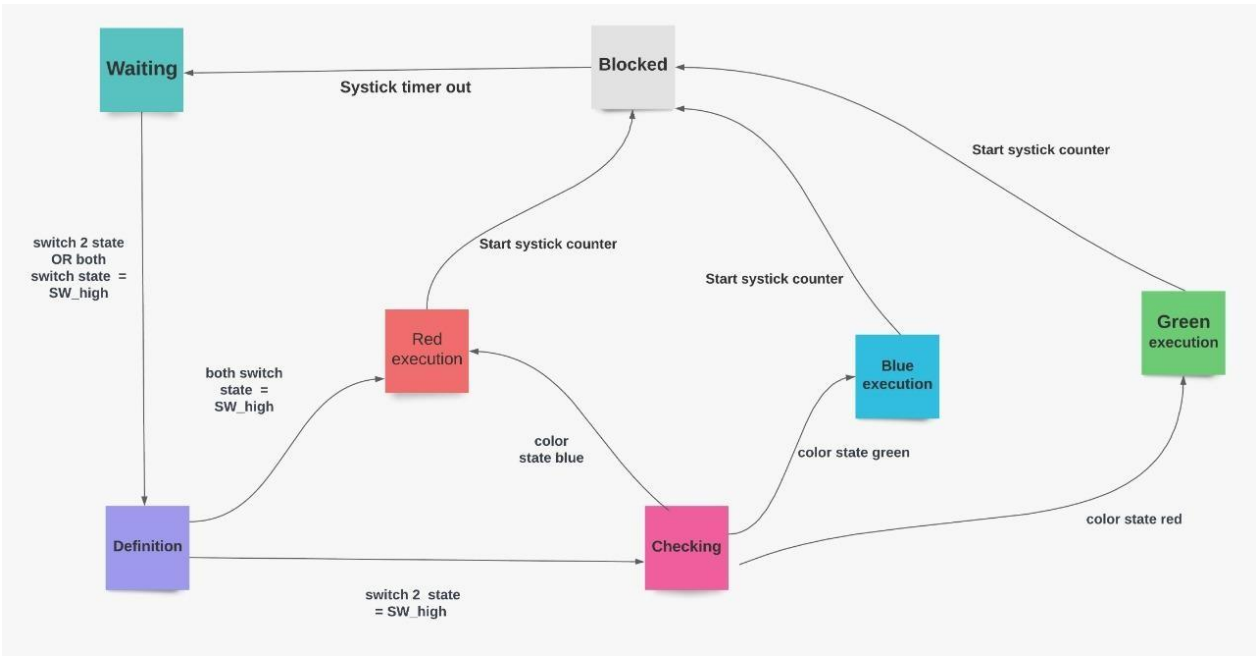 Waiting
Blocked
Systick timer out
Start systick counter
switch 2 state
OR both
switch state  =
SW_high
Start systick counter
Start systick counter
Red
execution
Green
execution
Blue
execution
both switch
state  =
SW_high
color
state blue
color state green
color state red
Definition
Checking
switch 2  state
= SW_high